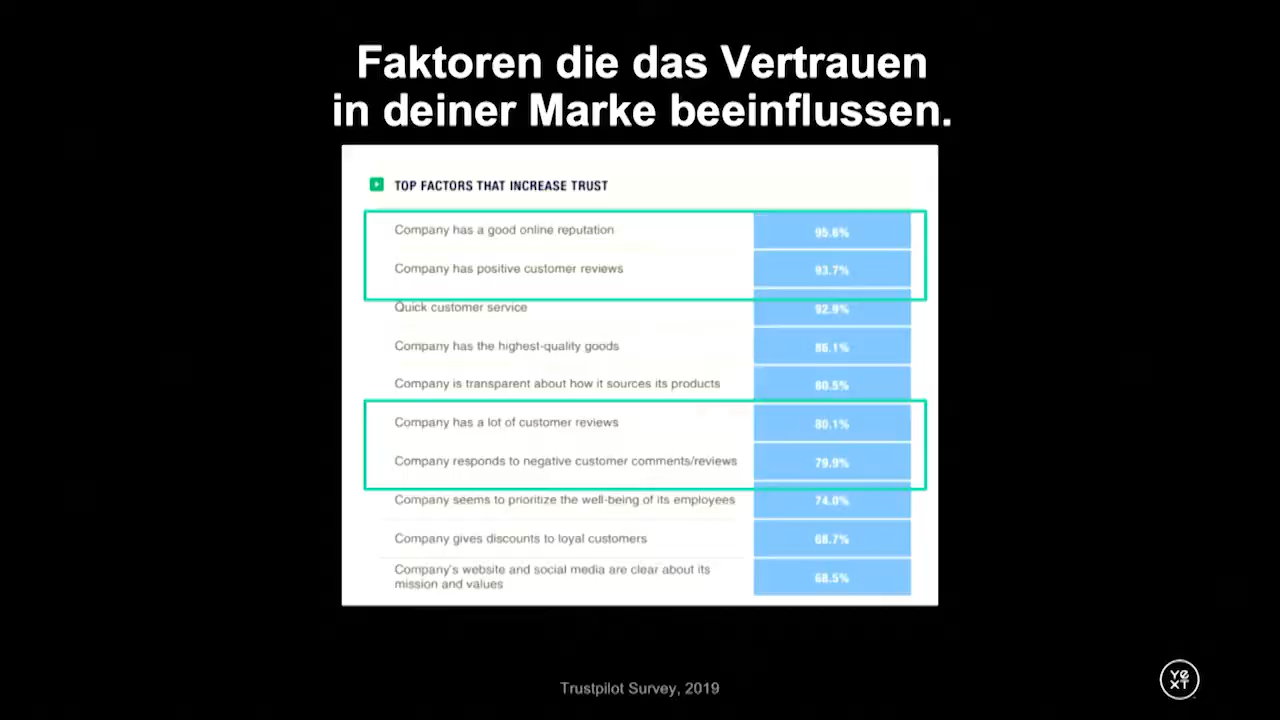 Faktoren die das Vertrauen
in deiner Marke beeinflussen.
TOP FACTORS THAT INCREASE TRUST
Company has a good online reputation 95.6%
Company has positive customer reviews 93.7%
Quick customer service 92.9%
Company has the highest-quality goods 86.1%
Company is transparent about how it sources its products 80.5%
Company has a lot of customer reviews 80.1%
Company responds to negative customer comments/reviews 79.9%
Company seems to prioritize the well-being of its employees 74.0%
Company gives discounts to loyal customers 68.7%
Company's website and social media are clear about its
mission and values 68.5%
Trustpilot Survey, 2019
yext